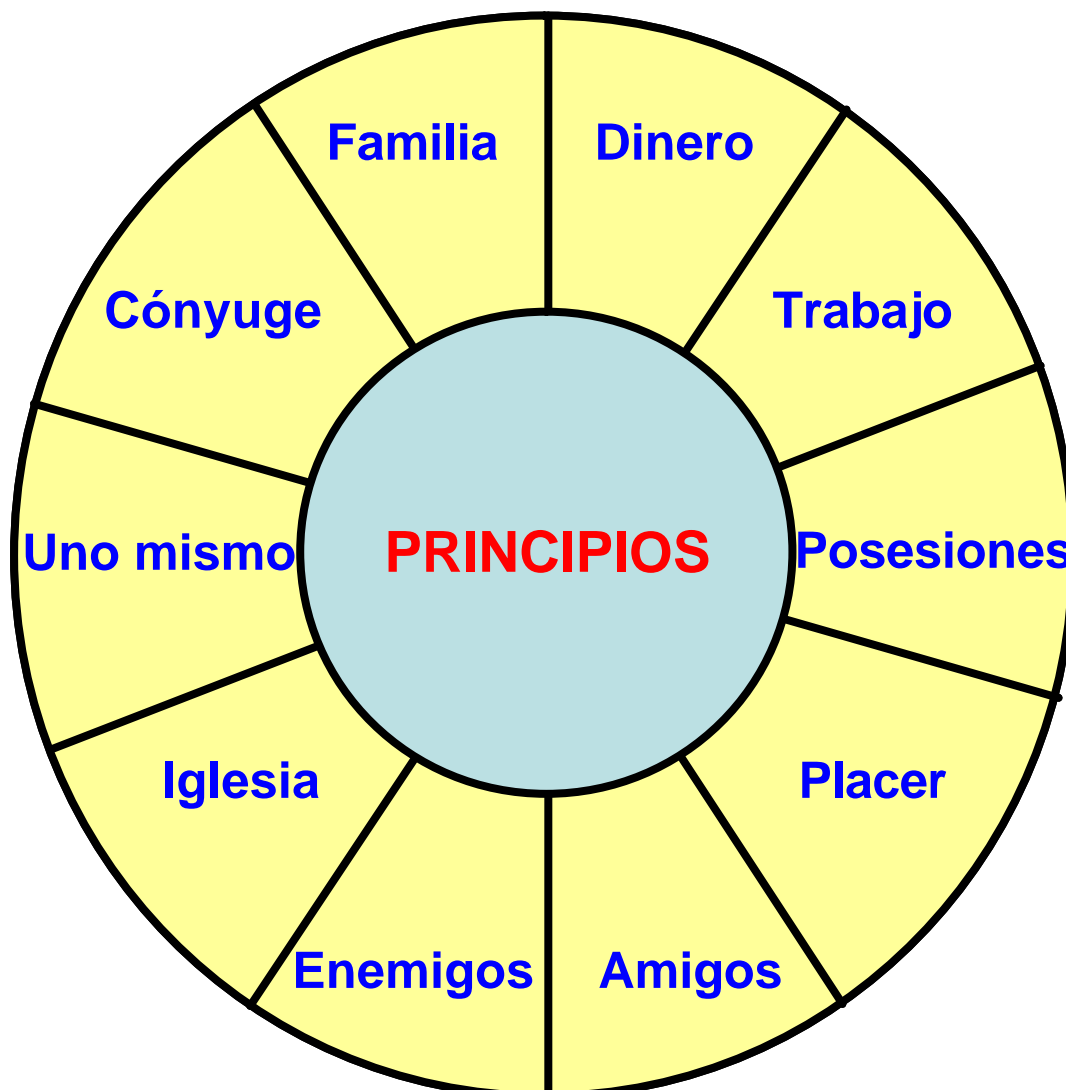 Familia
Dinero
Cónyuge
Trabajo
Uno mismo
PRINCIPIOS
Posesiones
Iglesia
Placer
Enemigos
Amigos